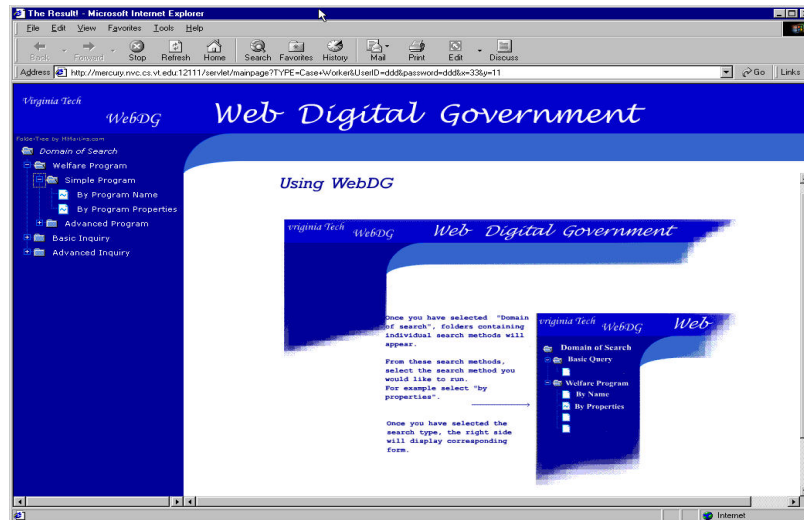 The Result! - Microsoft Internet Explorer
File Edit View Favorites Tools Help
Back Forward Stop Refresh Home Search Favorites History Mail Print Edit Discuss
Address http://mercury.nvc.cs.vt.edu:12111/servlet/mainpage?TYPE=Case+Worker&UserID=ddd&password=ddd&x=33&y=11 Go Links
Virginia Tech
WebDG
Web Digital Government
Domain of Search
Welfare Program
Simple Program
By Program Name
By Program Properties
Advanced Program
Basic Inquiry
Advanced Inquiry
Using WebDG
vriginia Tech WebDG Web Digital Government
Once you have selected "Domain
of search", folders containing
individual search methods will
appear.
From these search methods,
select the search method you
would like to run.
For example select "by
properties".
Once you have selected the
search type, the right side
will display corresponding
form.
vriginia Tech WebDG Web
Domain of Search
Basic Query
Welfare Program
By Name
By Properties
Internet